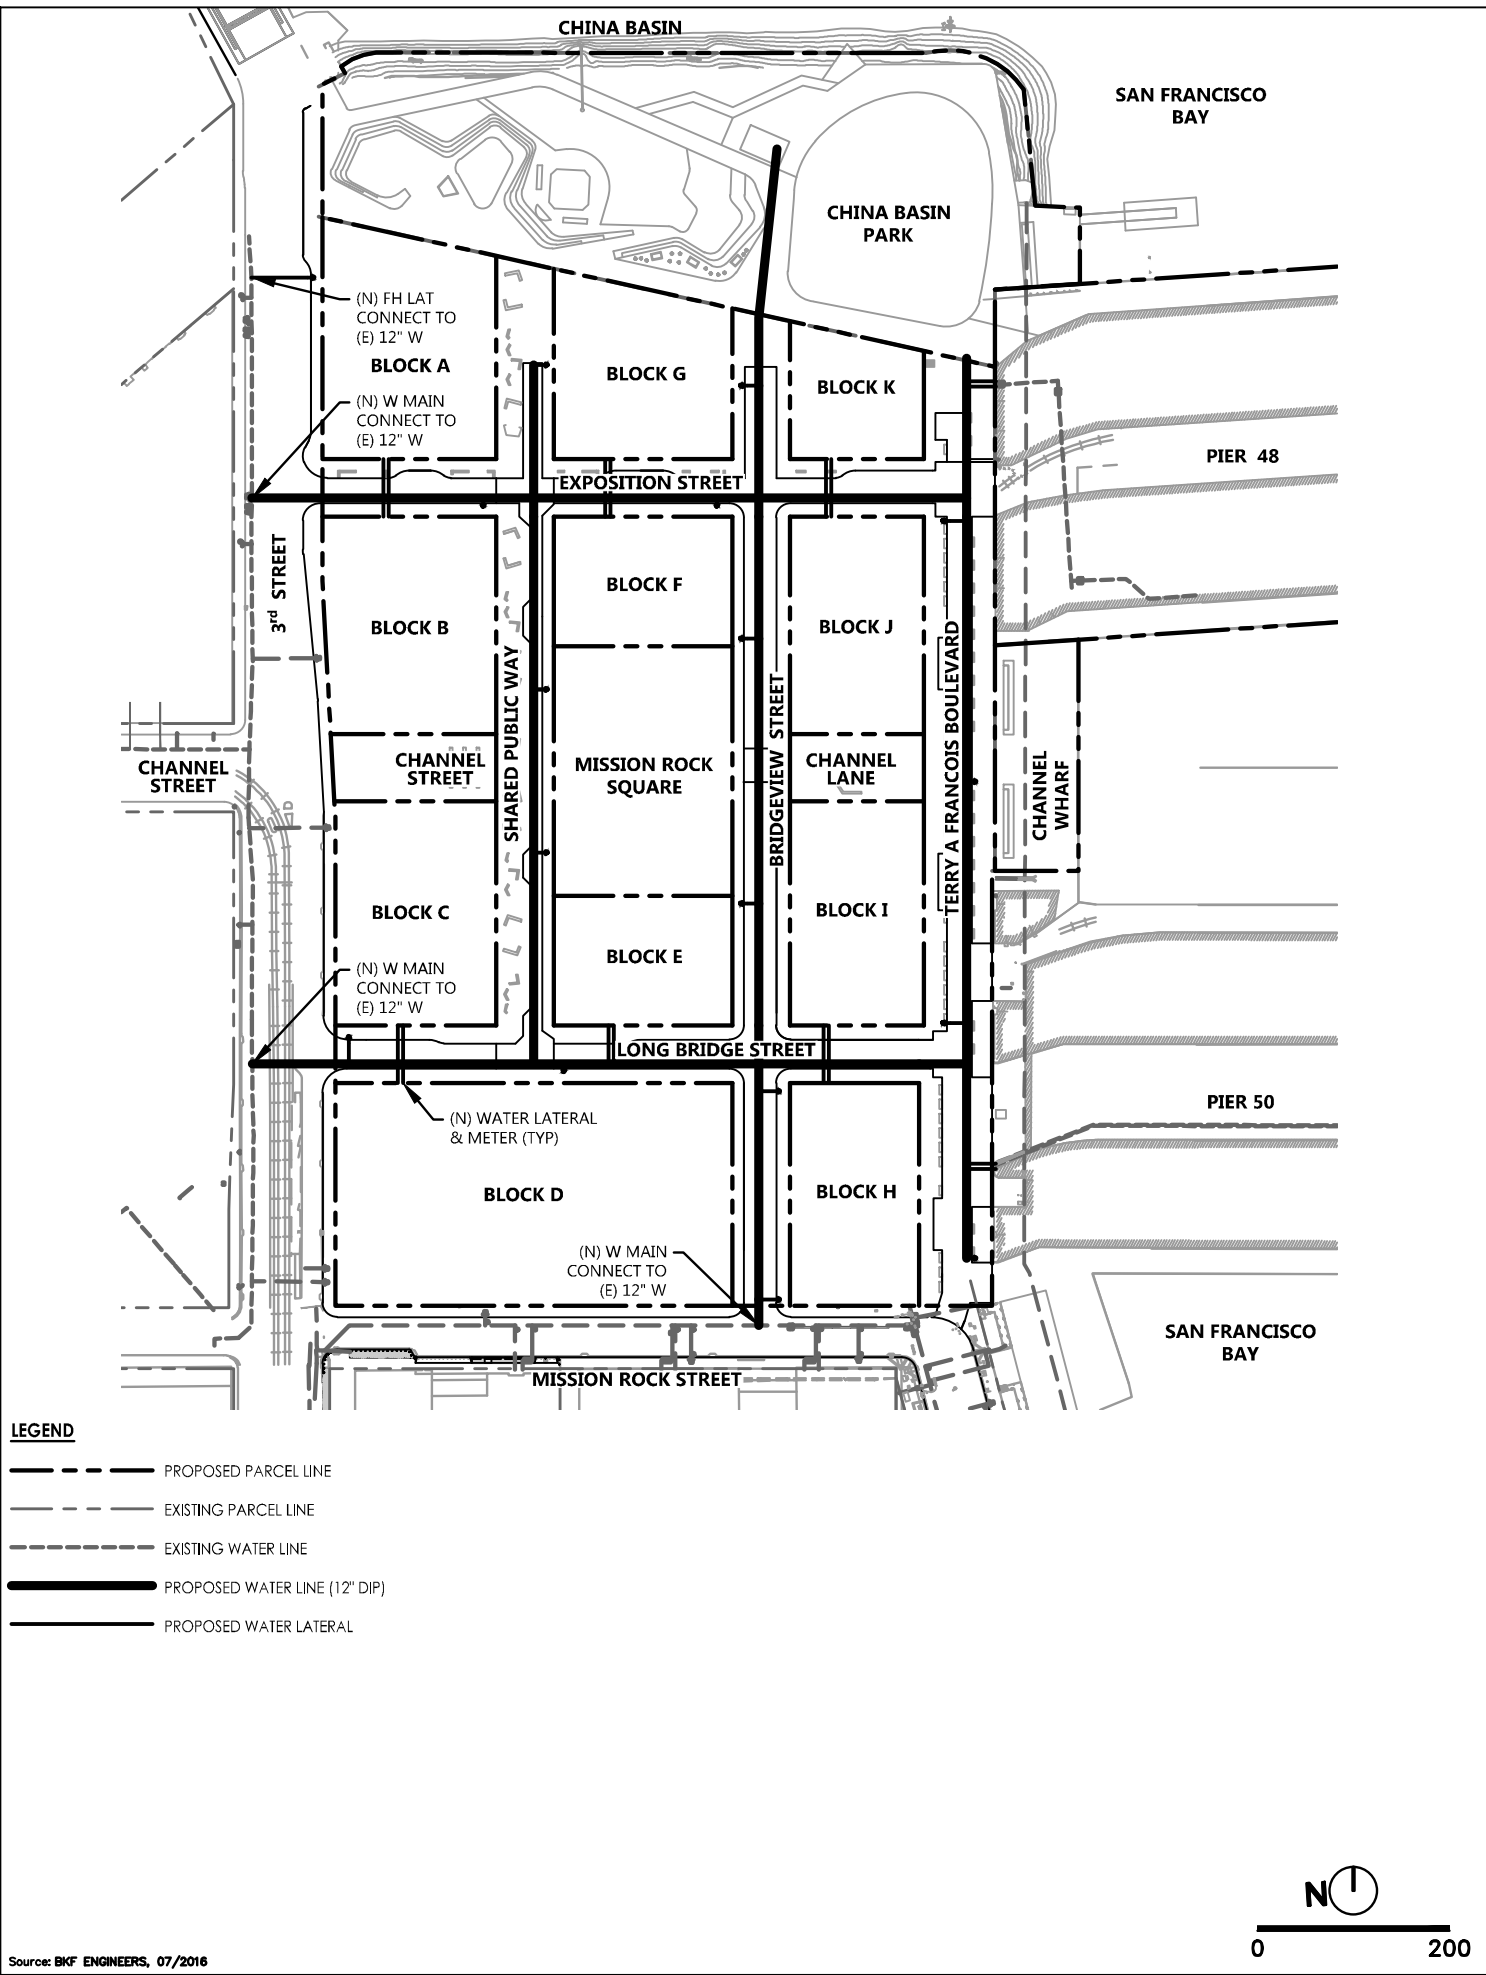 CHINA BASIN
SAN FRANCISCO
BAY
CHINA BASIN
PARK
(N) FH LAT
CONNECT TO
(E) 12" W
BLOCK A
BLOCK G
BLOCK K
(N) W MAIN
CONNECT TO
(E) 12" W
PIER 48
EXPOSITION STREET
3rd STREET
BLOCK B
BLOCK F
BLOCK J
SHARED PUBLIC WAY
BRIDGEVIEW STREET
TERRY A FRANCOIS BOULEVARD
CHANNEL
STREET
CHANNEL
STREET
MISSION ROCK
SQUARE
CHANNEL
LANE
CHANNEL
WHARF
BLOCK C
BLOCK I
BLOCK E
(N) W MAIN
CONNECT TO
(E) 12" W
LONG BRIDGE STREET
PIER 50
(N) WATER LATERAL
& METER (TYP)
BLOCK D
BLOCK H
(N) W MAIN
CONNECT TO
(E) 12" W
SAN FRANCISCO
BAY
MISSION ROCK STREET
LEGEND
PROPOSED PARCEL LINE
EXISTING PARCEL LINE
EXISTING WATER LINE
PROPOSED WATER LINE (12" DIP)
PROPOSED WATER LATERAL
N
0 200
Source: BKF ENGINEERS, 07/2016